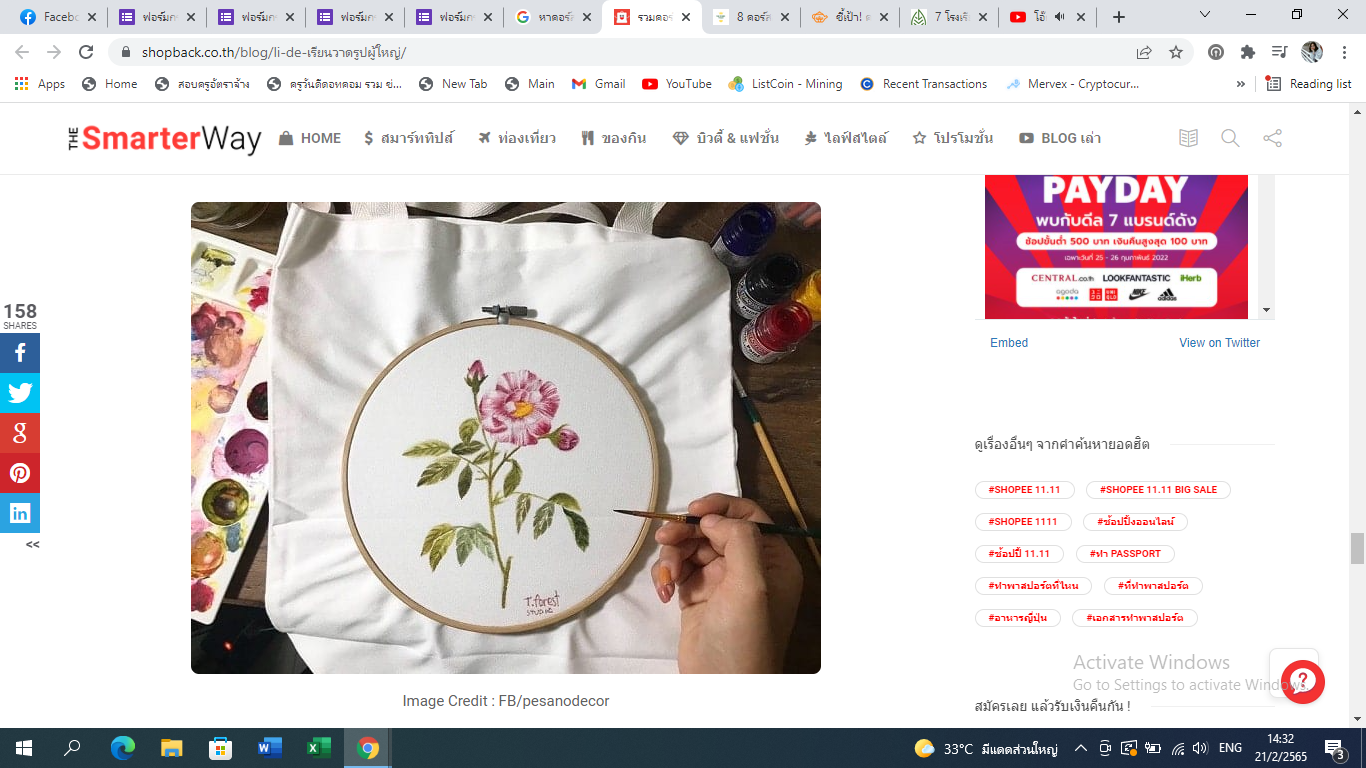 Facebo
ฟอร์มก
ฟอร์มก
ฟอร์มก
ฟอร์มก
หาคอร์ส
รวมคอร์
8 คอร์ส
ชี้เป้า!
7 โรงเรีย
shopback.co.th/blog/li-de-เรียนวาดรูปผู้ใหญ่/
Apps
Home
สอบครูอัตราจ้าง
ครูวันดีดอทคอม รวม ข่...
New Tab
Main
Gmail
YouTube
ListCoin - Mining
Recent Transactions
Mervex - Cryptocur...
»
Reading list
THE SmarterWay
HOME
สมาร์ททิปส์
ท่องเที่ยว
ของกิน
บิวตี้ & แฟชั่น
ไลฟ์สไตล์
โปรโมชั่น
BLOG เล่า
PAYDAY
พบกับดีล 7 แบรนด์ดัง
ช้อปขั้นต่ำ 500 บาท เงินคืนสูงสุด 100 บาท
เฉพาะวันที่ 25 - 26 กุมภาพันธ์ 2022
CENTRAL.co.th LOOKFANTASTIC iHerb
agoda UNIQLO NIKE adidas
Embed
View on Twitter
158
SHARES
<<
T.forest
STUDIO
Image Credit : FB/pesanodecor
ดูเรื่องอื่นๆ จากคำค้นหายอดฮิต
#SHOPEE 11.11
#SHOPEE 11.11 BIG SALE
#SHOPEE 1111
#ช้อปปิ้งออนไลน์
#ช้อปปี้ 11.11
#ทำ PASSPORT
#ทำพาสปอร์ตที่ไหน
#ที่ทำพาสปอร์ต
#อาหารญี่ปุ่น
#เอกสารทำพาสปอร์ต
Activate Windows
Go to Settings to activate Windows.
สมัครเลย แล้วรับเงินคืนกัน !
33°C มีแดดส่วนใหญ่
ENG
14:32
21/2/2565
3